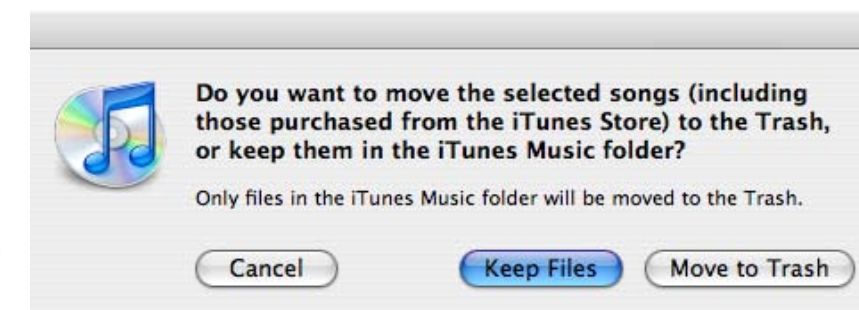 Do you want to move the selected songs (including
those purchased from the iTunes Store) to the Trash,
or keep them in the iTunes Music folder?
Only files in the iTunes Music folder will be moved to the Trash.
Cancel Keep Files Move to Trash